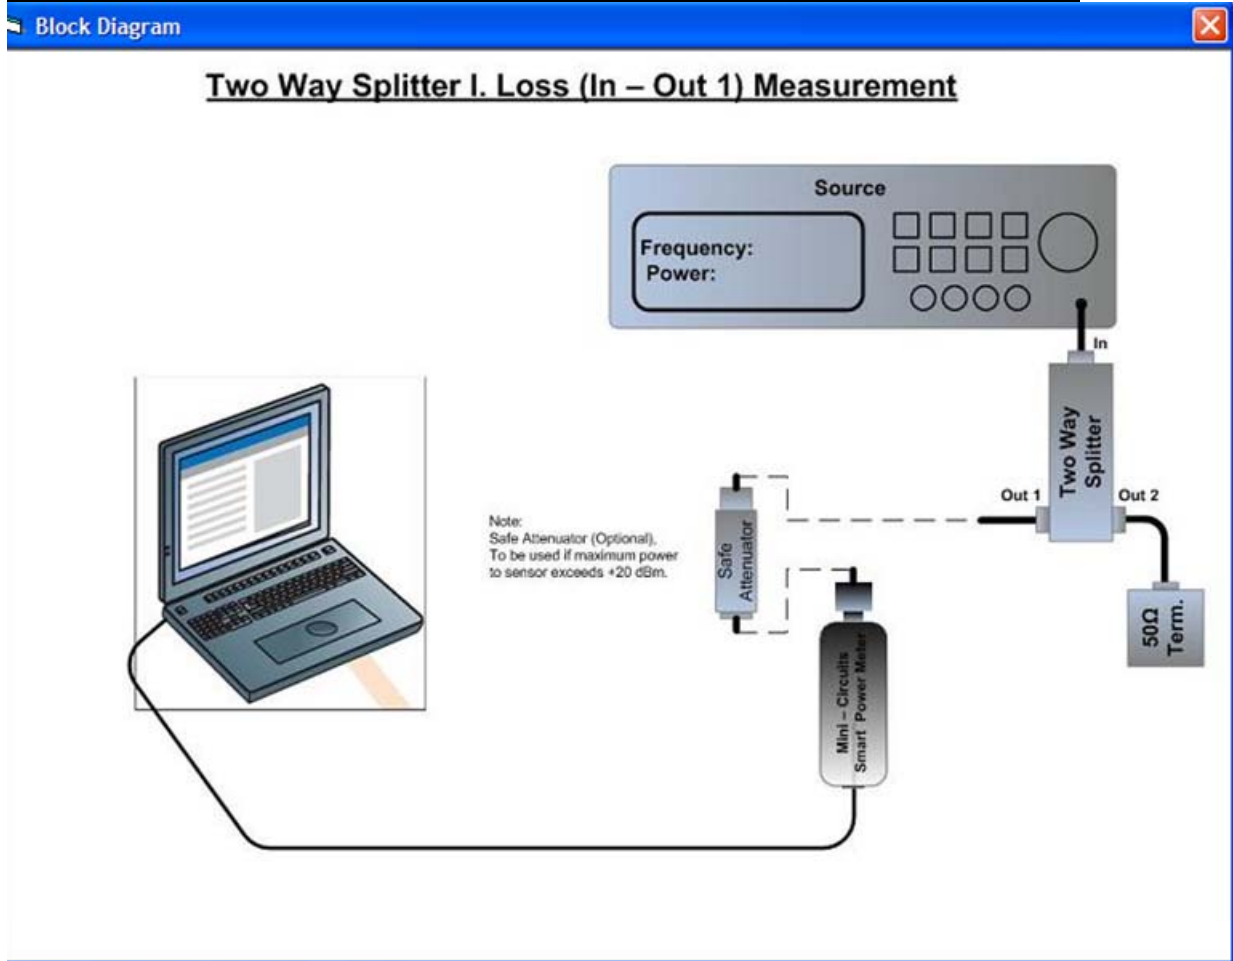 Block Diagram
Two Way Splitter I. Loss (In – Out 1) Measurement
Source
Frequency:
Power:
In
Two Way
Splitter
Out 1
Out 2
Note:
Safe Attenuator (Optional),
To be used if maximum power
to sensor exceeds +20 dBm.
Safe
Attenuator
50Ω
Term.
Mini – Circuits
Smart Power Meter